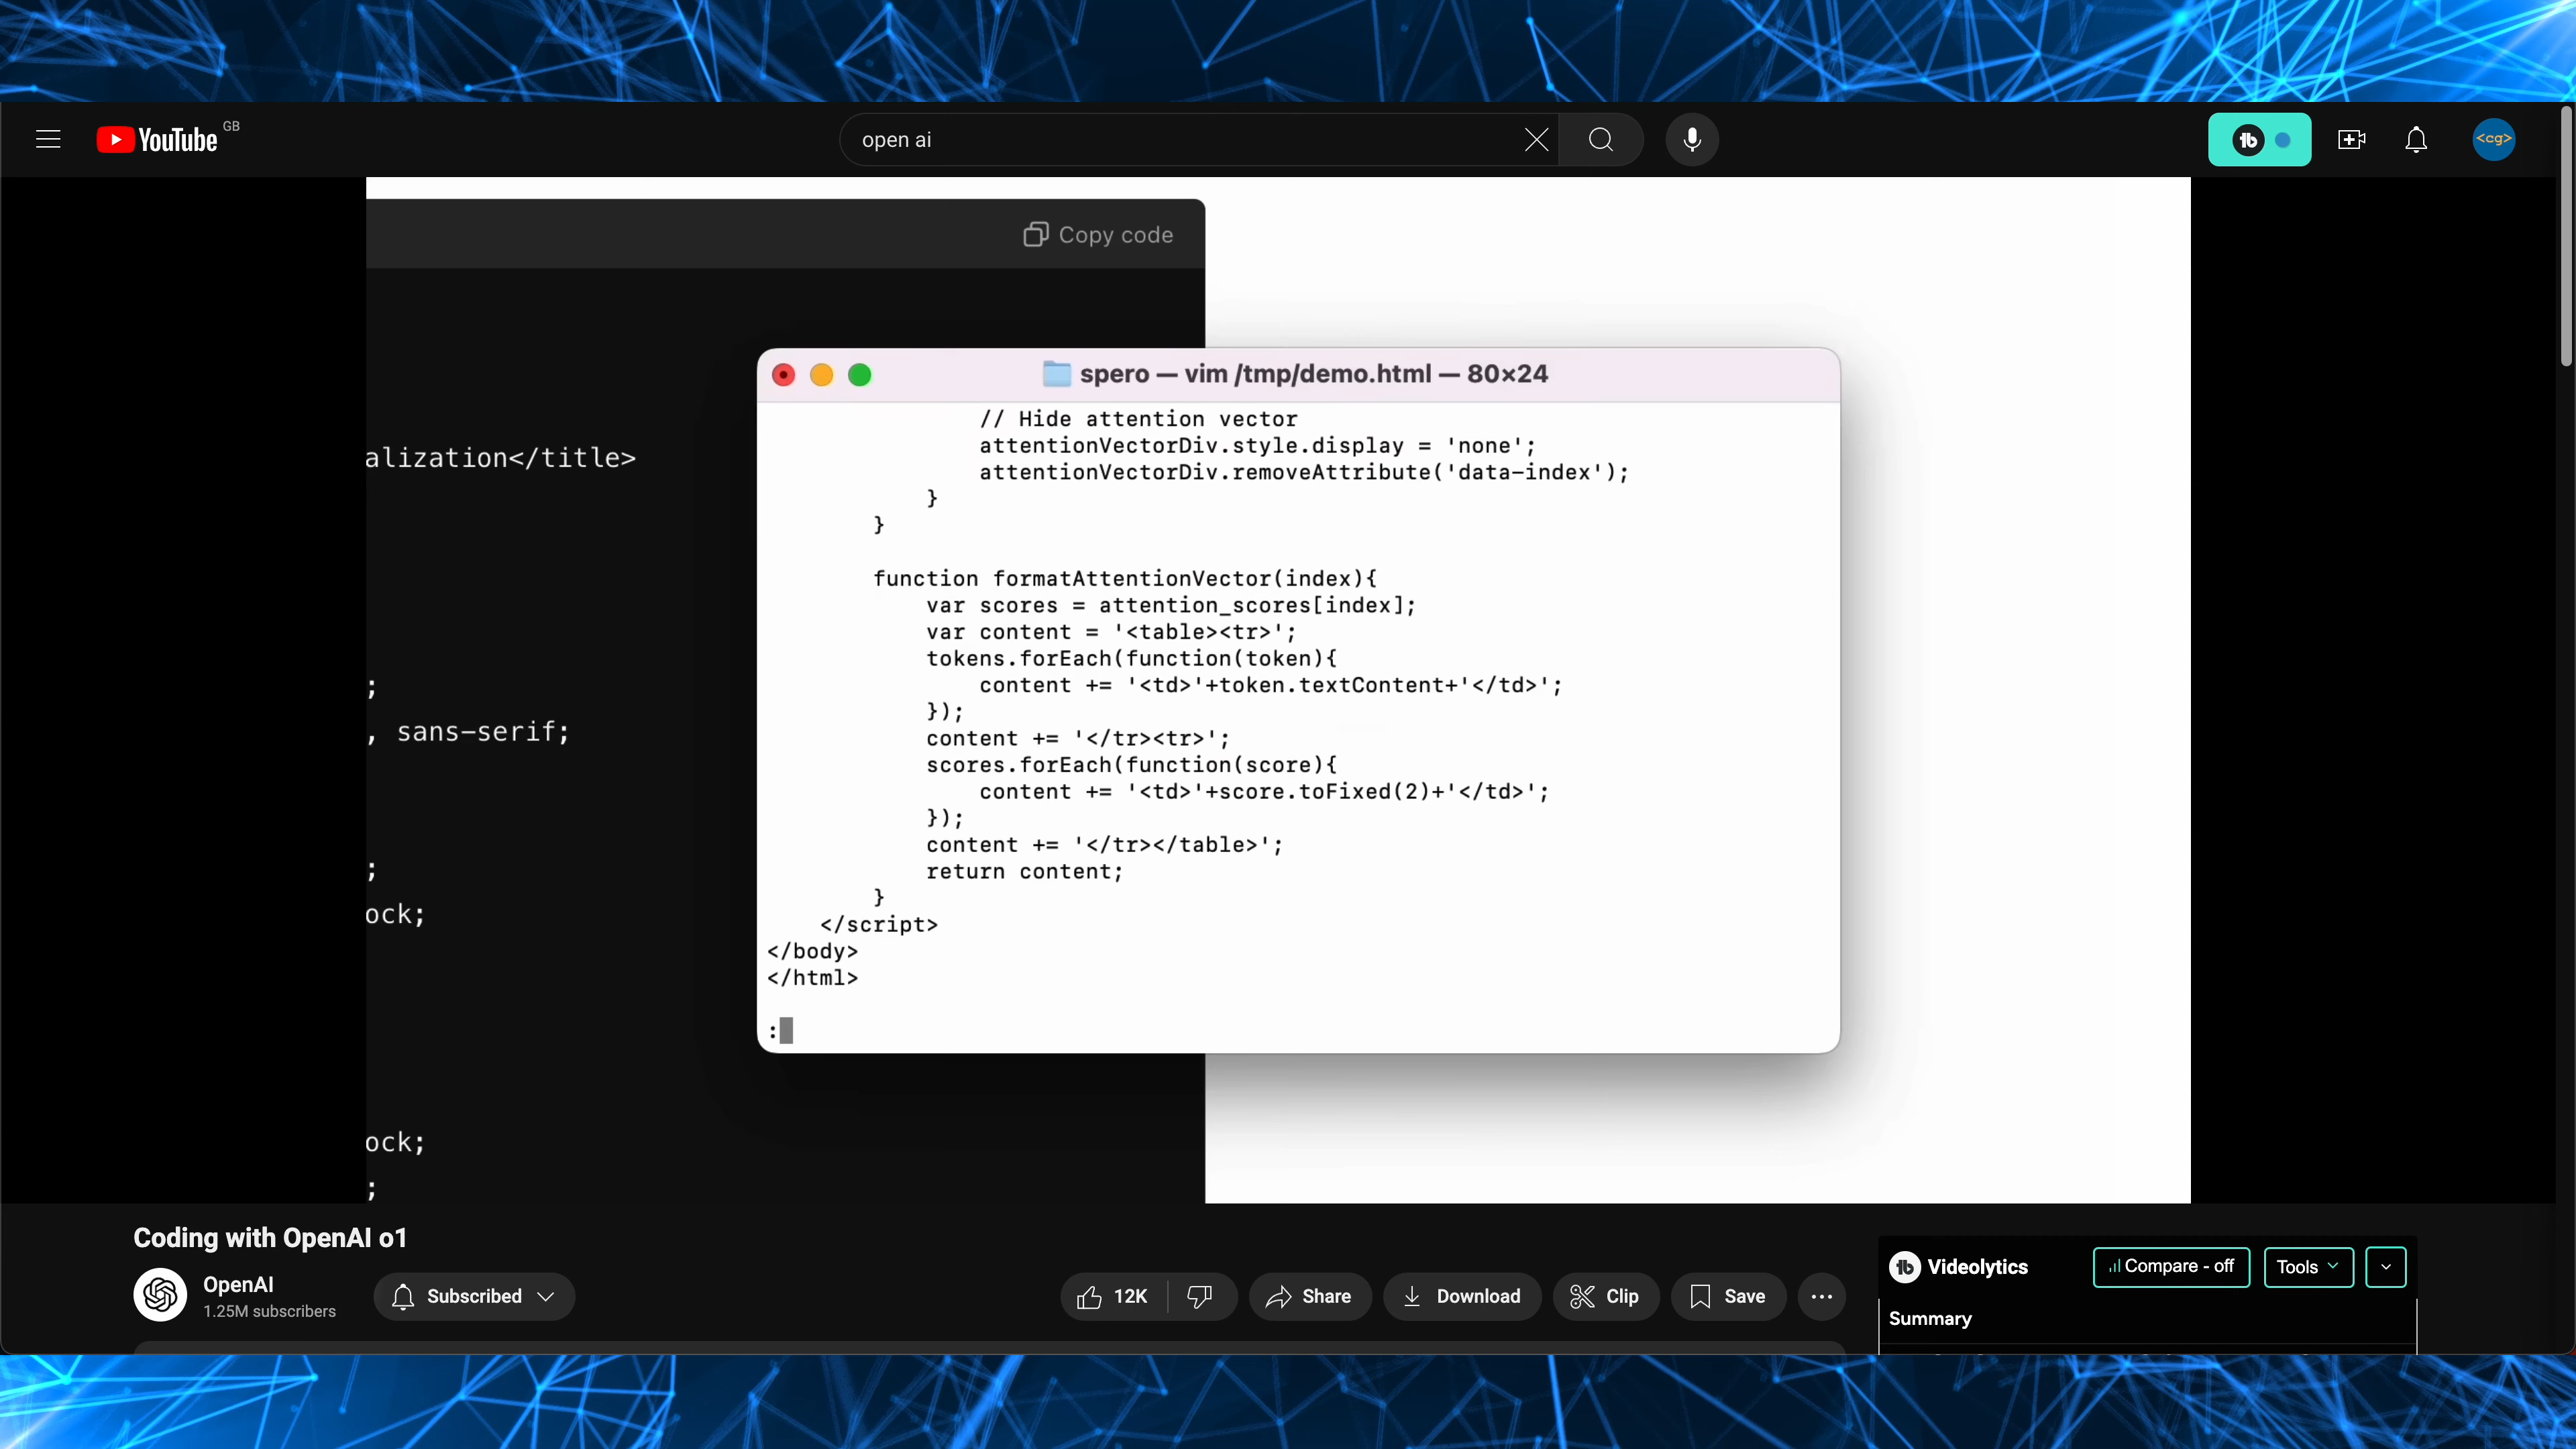 YouTube GB
open ai
<cg>
Copy code
alization</title>
;
, sans-serif;
;
ock;
ock;
;
spero — vim /tmp/demo.html — 80×24
// Hide attention vector
attentionVectorDiv.style.display = 'none';
attentionVectorDiv.removeAttribute('data-index');
}
}
function formatAttentionVector(index){
var scores = attention_scores[index];
var content = '<table><tr>';
tokens.forEach(function(token){
content += '<td>'+token.textContent+'</td>';
});
content += '</tr><tr>';
scores.forEach(function(score){
content += '<td>'+score.toFixed(2)+'</td>';
});
content += '</tr></table>';
return content;
}
</script>
</body>
</html>
:
Coding with OpenAI o1
OpenAI
1.25M subscribers
Subscribed
12K
Share
Download
Clip
Save
Videolytics
Compare - off
Tools
Summary